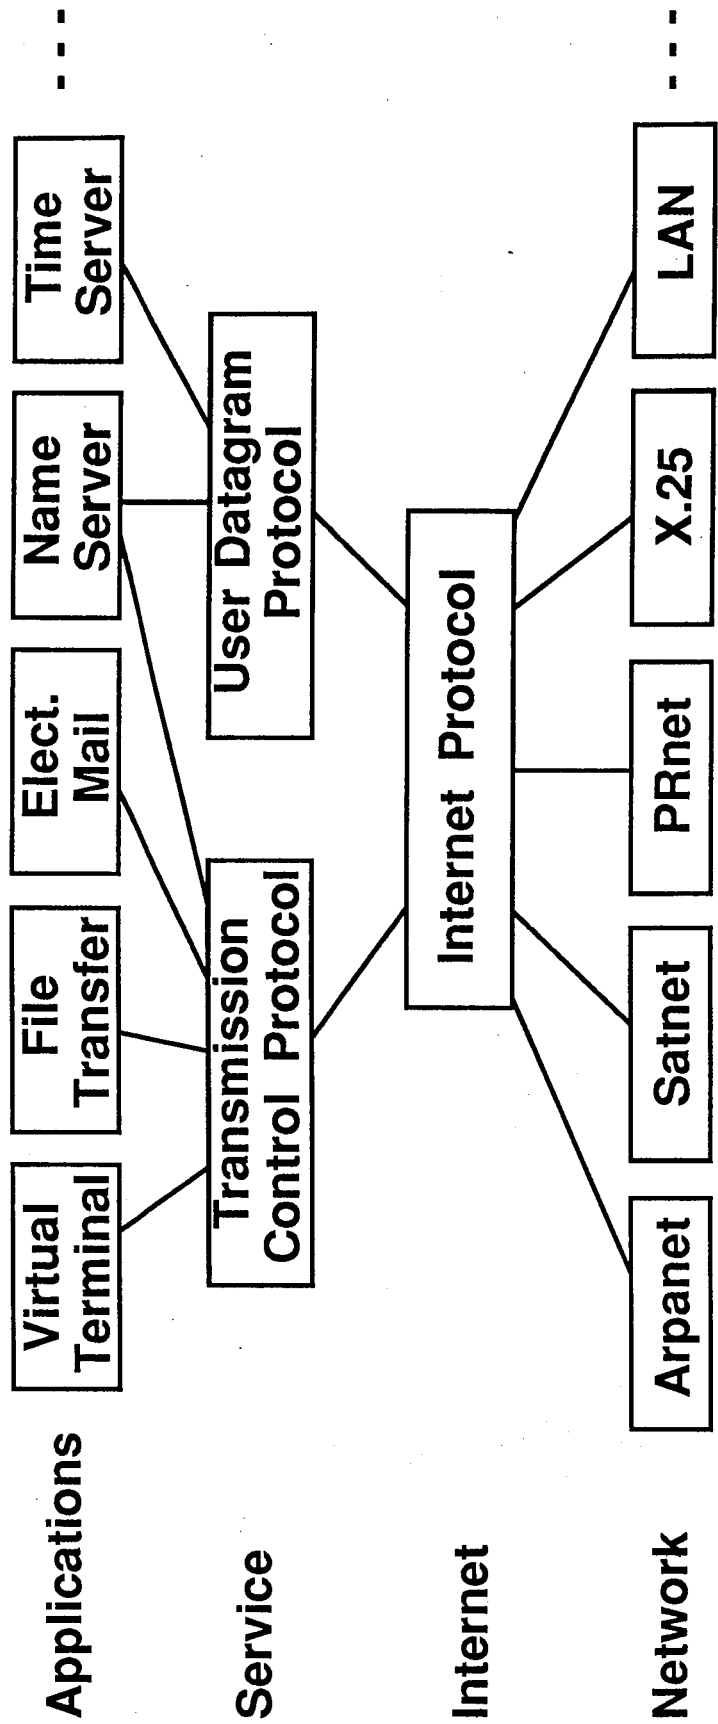 Applications
Virtual
Terminal
File
Transfer
Elect.
Mail
Name
Server
Time
Server
Service
Transmission
Control Protocol
User Datagram
Protocol
Internet
Internet Protocol
Network
Arpanet
Satnet
PRnet
X.25
LAN